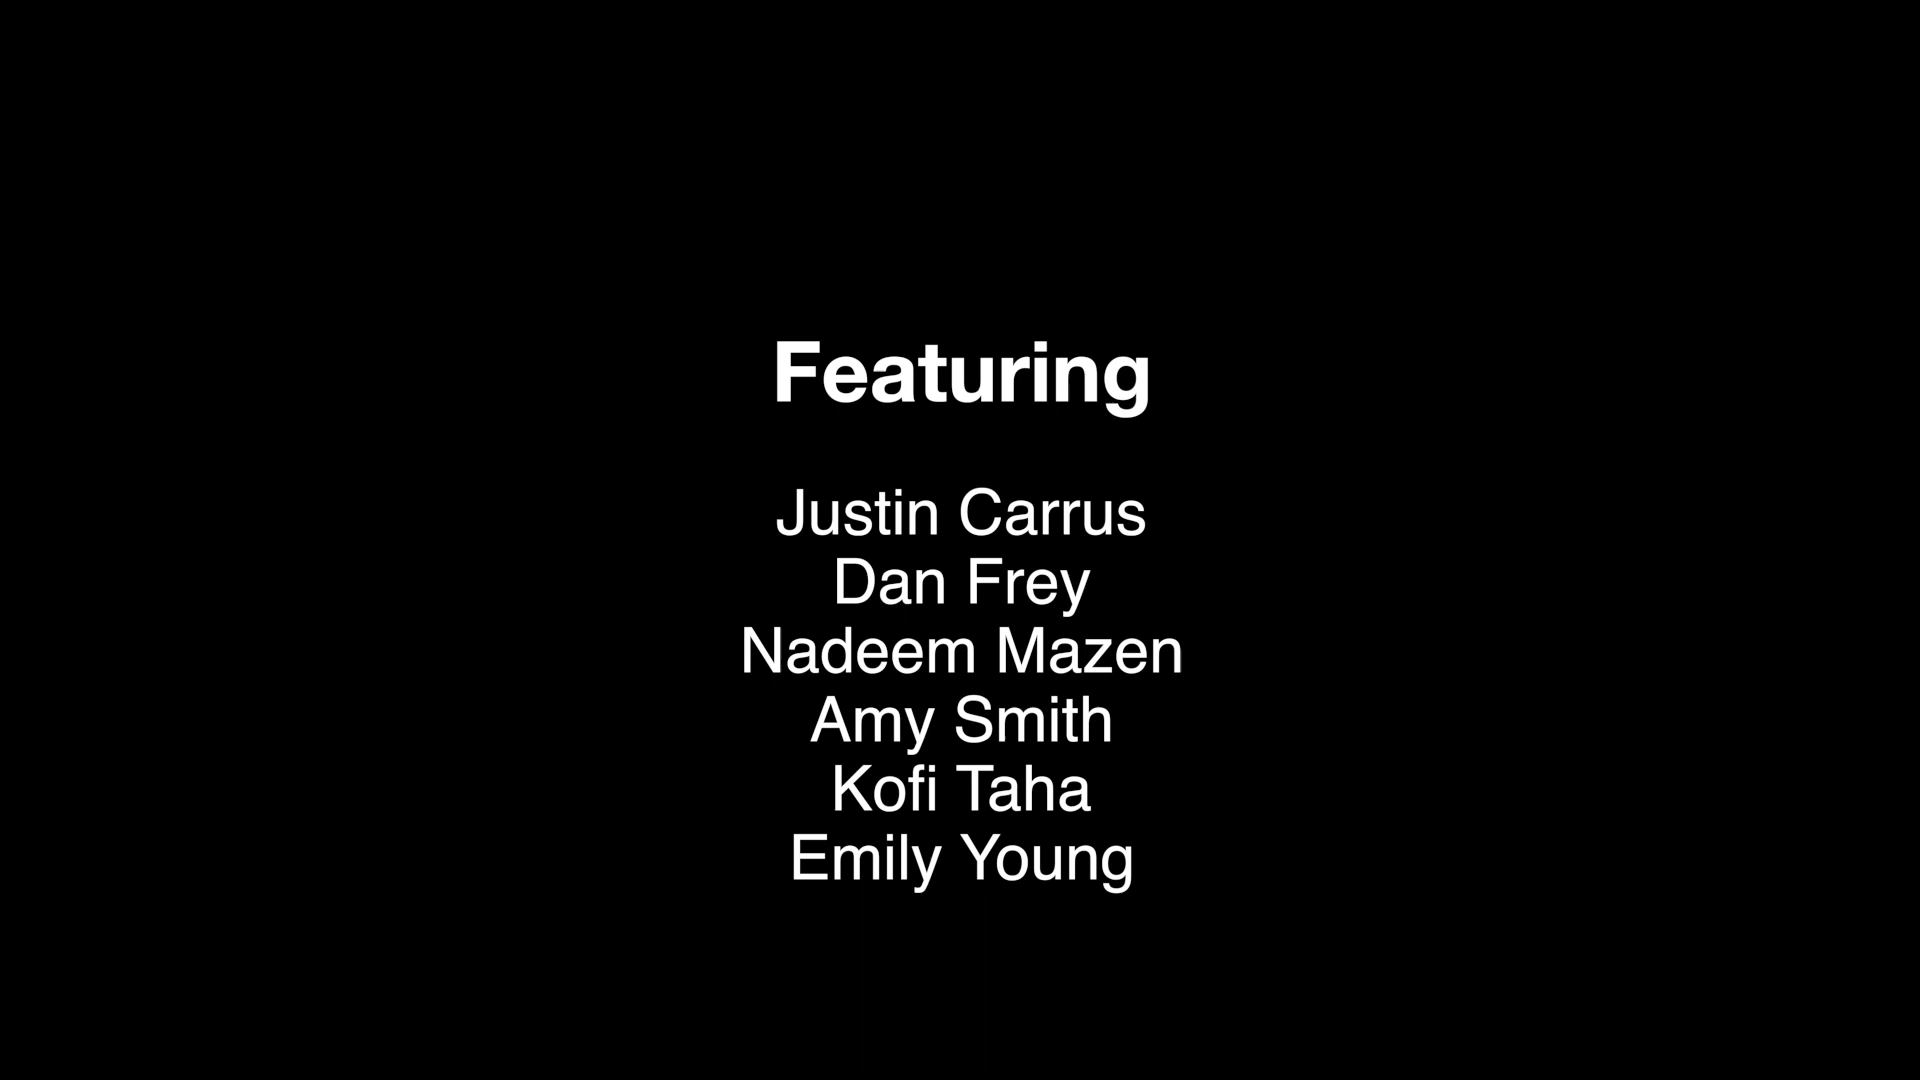 Featuring
Justin Carrus
Dan Frey
Nadeem Mazen
Amy Smith
Kofi Taha
Emily Young